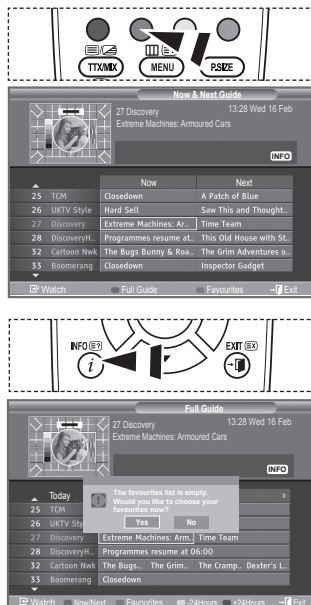 TTX/MIX MENU P.SIZE
Now & Next Guide
27 Discovery 13:28 Wed 16 Feb
Extreme Machines: Armoured Cars
INFO
Now Next
25 TCM Closedown A Patch of Blue
26 UKTV Style Hard Sell Saw This and Thought..
27 Discovery Extreme Machines: Ar.. Time Team
28 DiscoveryH.. Programmes resume at.. This Old House with St..
32 Cartoon Nwk The Bugs Bunny & Roa.. The Grim Adventures o..
33 Boomerang Closedown Inspector Gadget
Watch Full Guide Favourites Exit
INFO EXIT
i
Full Guide
27 Discovery 13:28 Wed 16 Feb
Extreme Machines: Armoured Cars
INFO
Today »
The favourites list is empty.
Would you like to choose your
favourites now?
Yes No
25 TCM
26 UKTV Sty
27 Discovery Extreme Machines: Arm.. Time Team
28 DiscoveryH.. Programmes resume at 06:00
32 Cartoon Nwk The Bugs.. The Grim.. The Cramp.. Dexter's L..
33 Boomerang Closedown
Watch Now/Next Favourites -24Hours +24Hours Exit